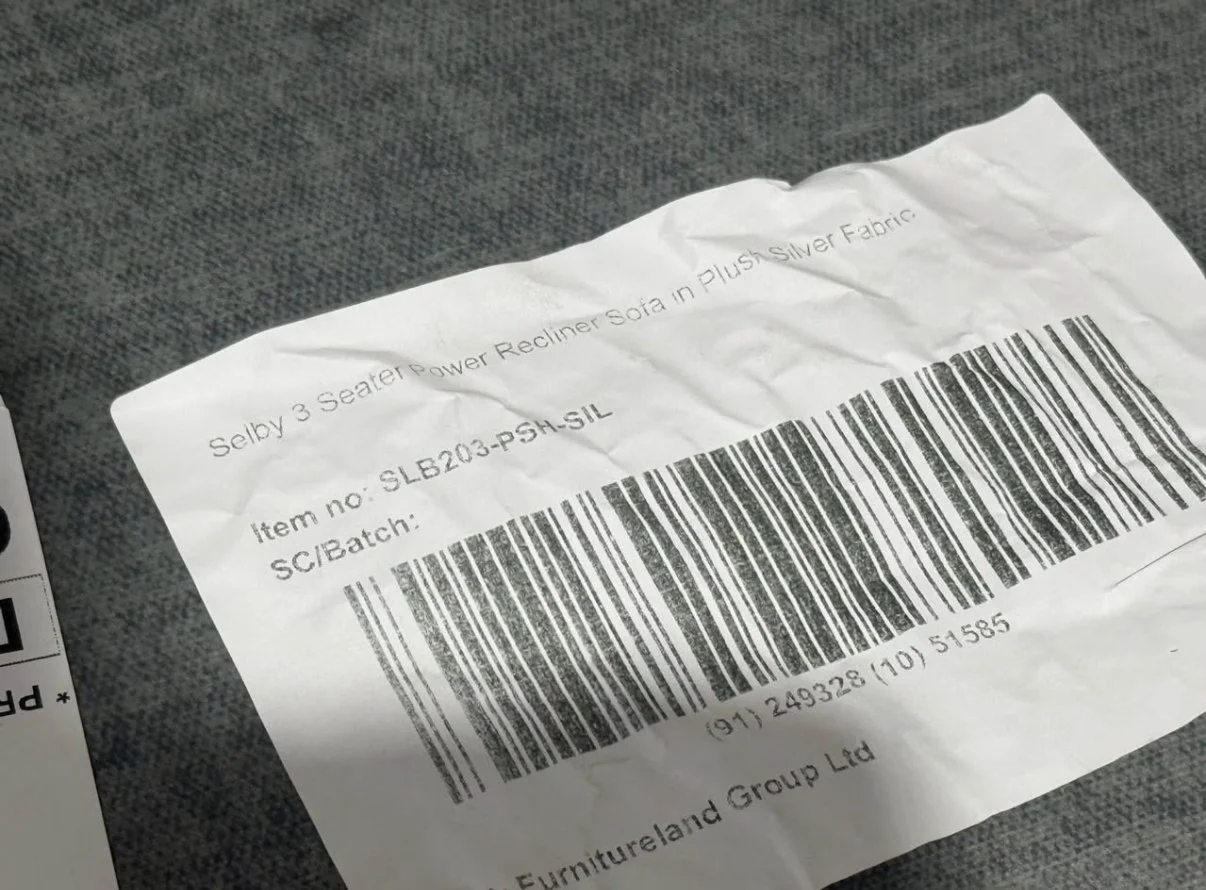 Selby 3 Seater Power Recliner Sofa in Plush Silver Fabric
Item no: SLB203-PSH-SIL
SC/Batch:
(91) 249328 (10) 51585
Furnitureland Group Ltd
* PR